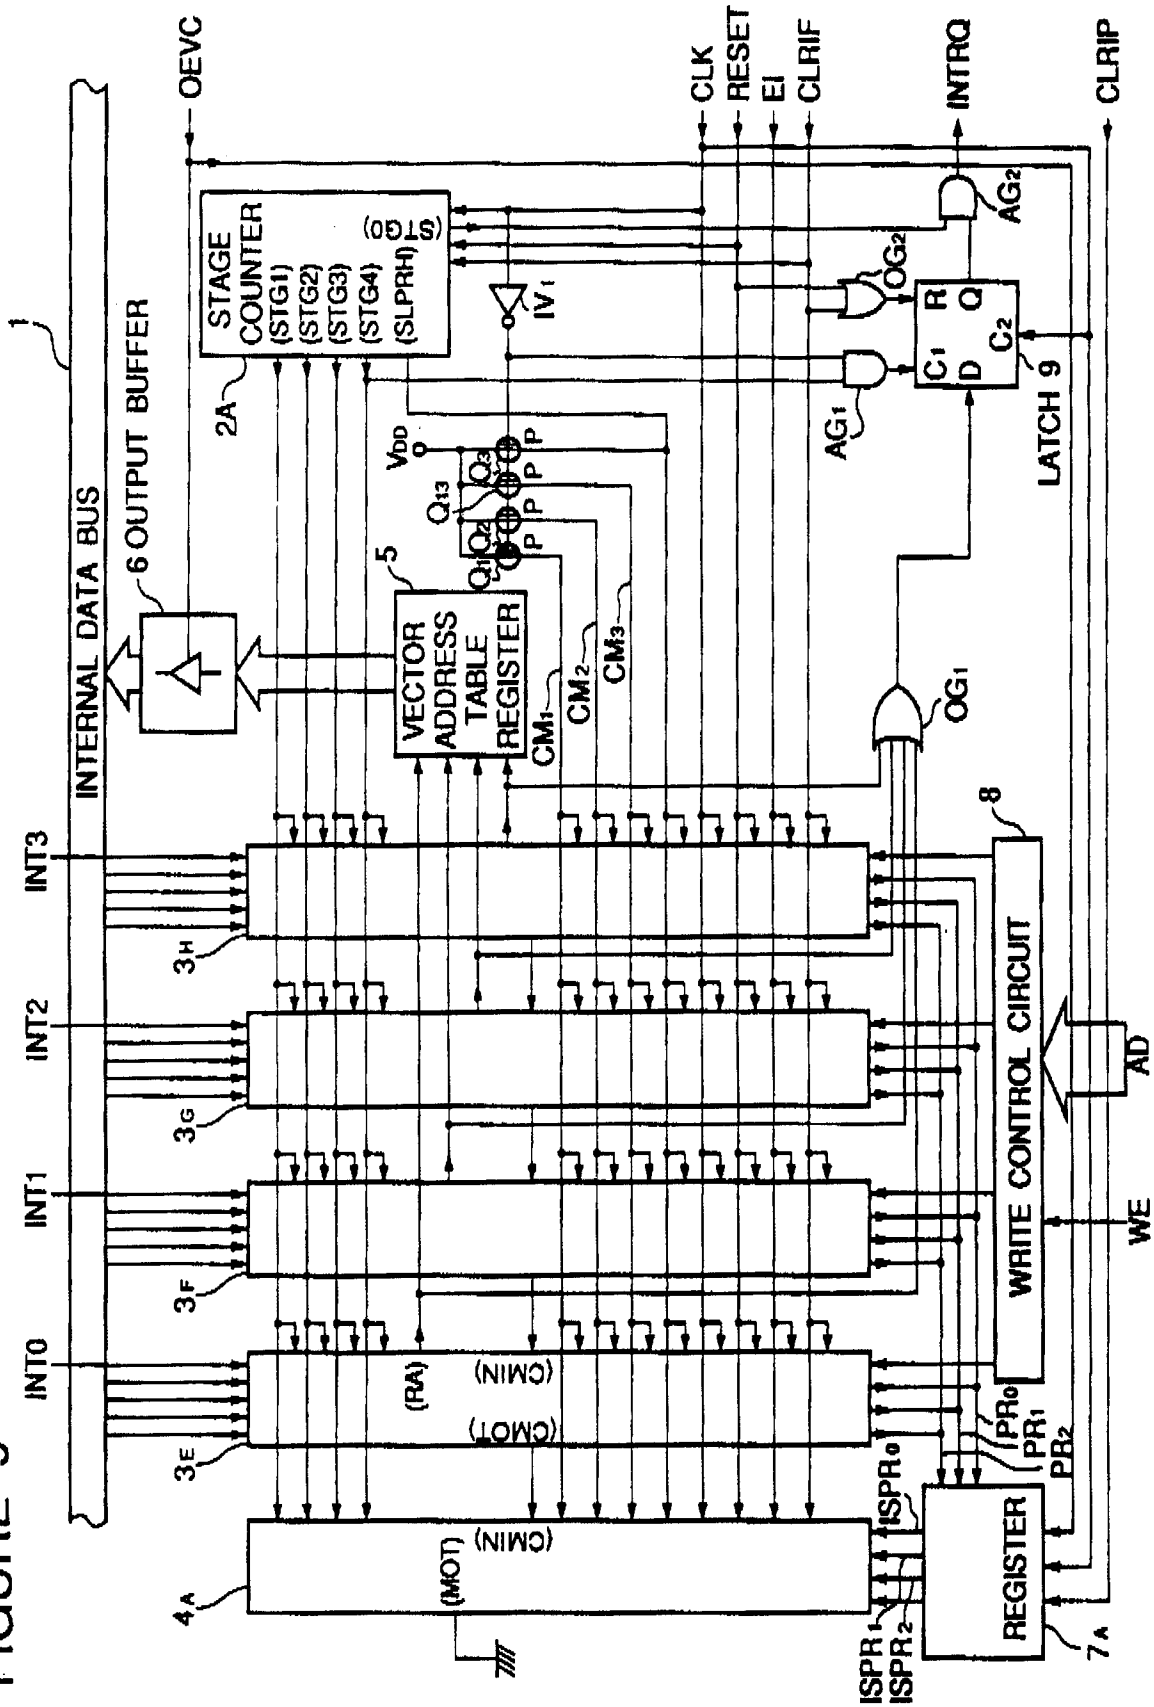 1
INTERNAL DATA BUS
INT0
INT1
INT2
INT3
OEVC
6 OUTPUT BUFFER
STAGE
COUNTER
(STG1)
(STG2)
(STG3)
(STG4)
(SLPRH)
(STG0)
2A
VDD
Q1
Q2
Q13
Q3
P
P
P
P
IV1
5
VECTOR
ADDRESS
TABLE
REGISTER
CM1
CM2
CM3
3E
3F
3G
3H
4A
(RA)
(CMIN)
(CMOT)
(CMIN)
(MOT)
CLK
RESET
EI
CLRIF
INTRQ
CLRIP
AG1
AG2
OG1
OG2
C1
R
D
Q
C2
LATCH 9
8
WRITE CONTROL CIRCUIT
WE
AD
PR0
PR1
PR2
ISPR0
ISPR1
ISPR2
REGISTER
7A